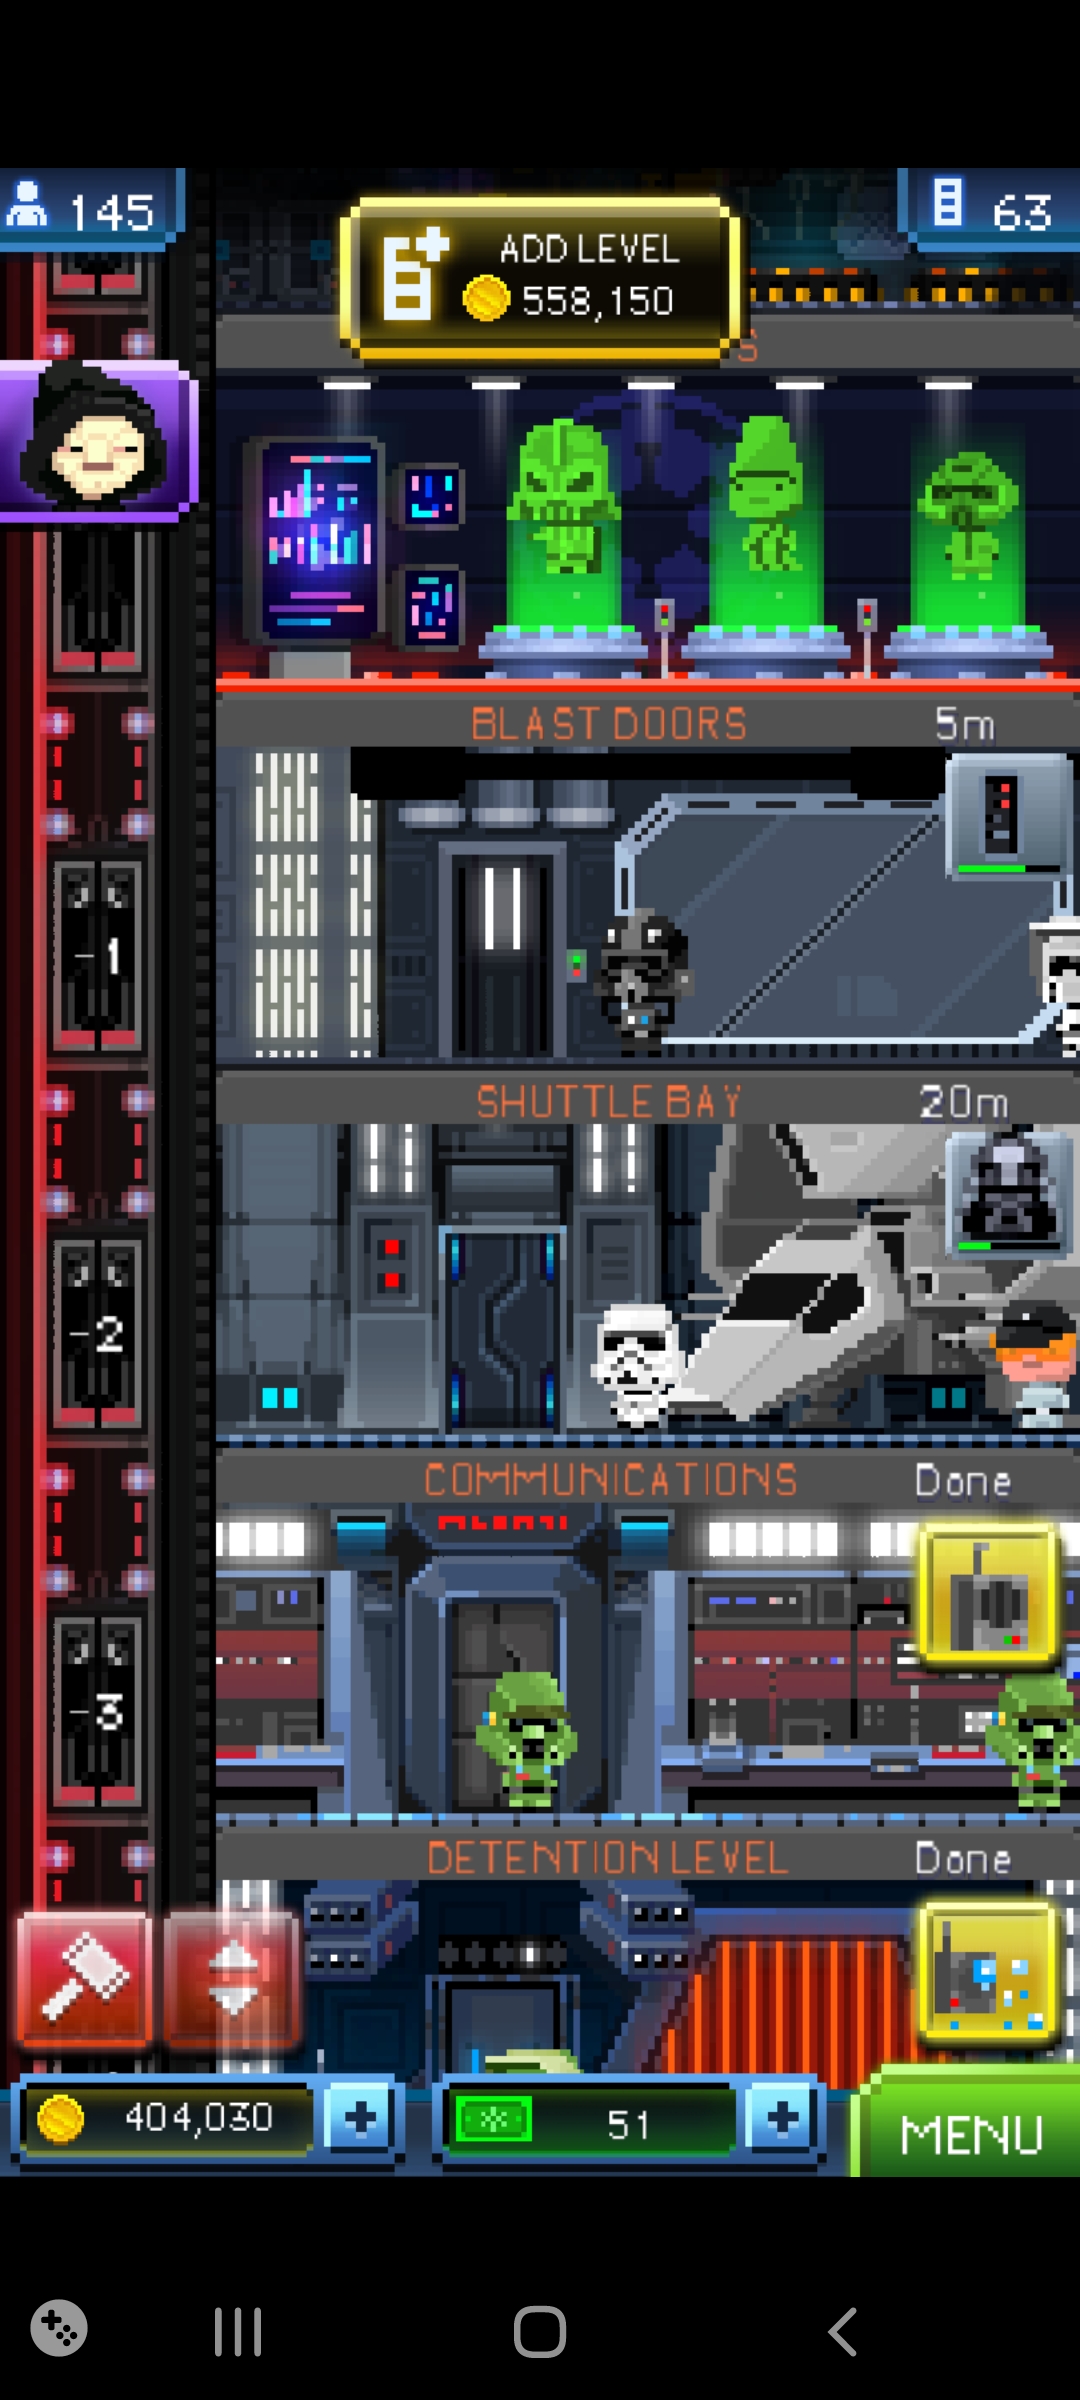 145
ADD LEVEL
558,150
63
S
BLAST DOORS 5m
-1
SHUTTLE BAY 20m
-2
COMMUNICATIONS Done
-3
DETENTION LEVEL Done
404,030
51
MENU